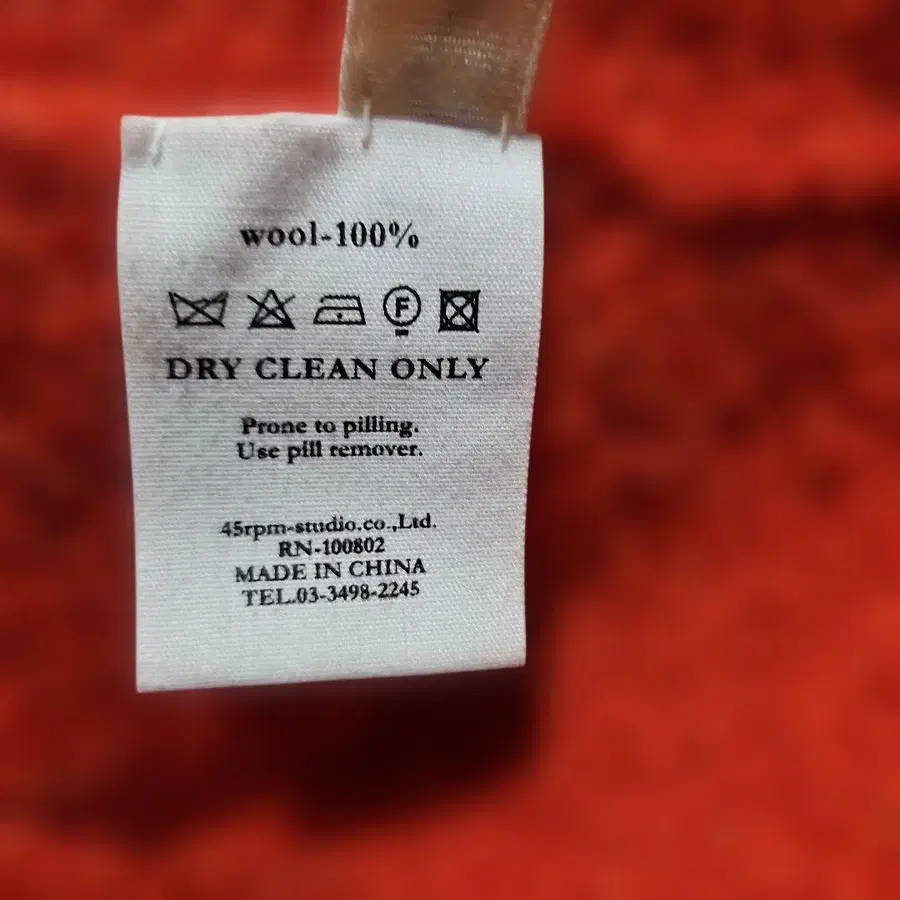 wool-100%
F
DRY CLEAN ONLY
Prone to pilling.
Use pill remover.
45rpm-studio.co.,Ltd.
RN-100802
MADE IN CHINA
TEL.03-3498-2245